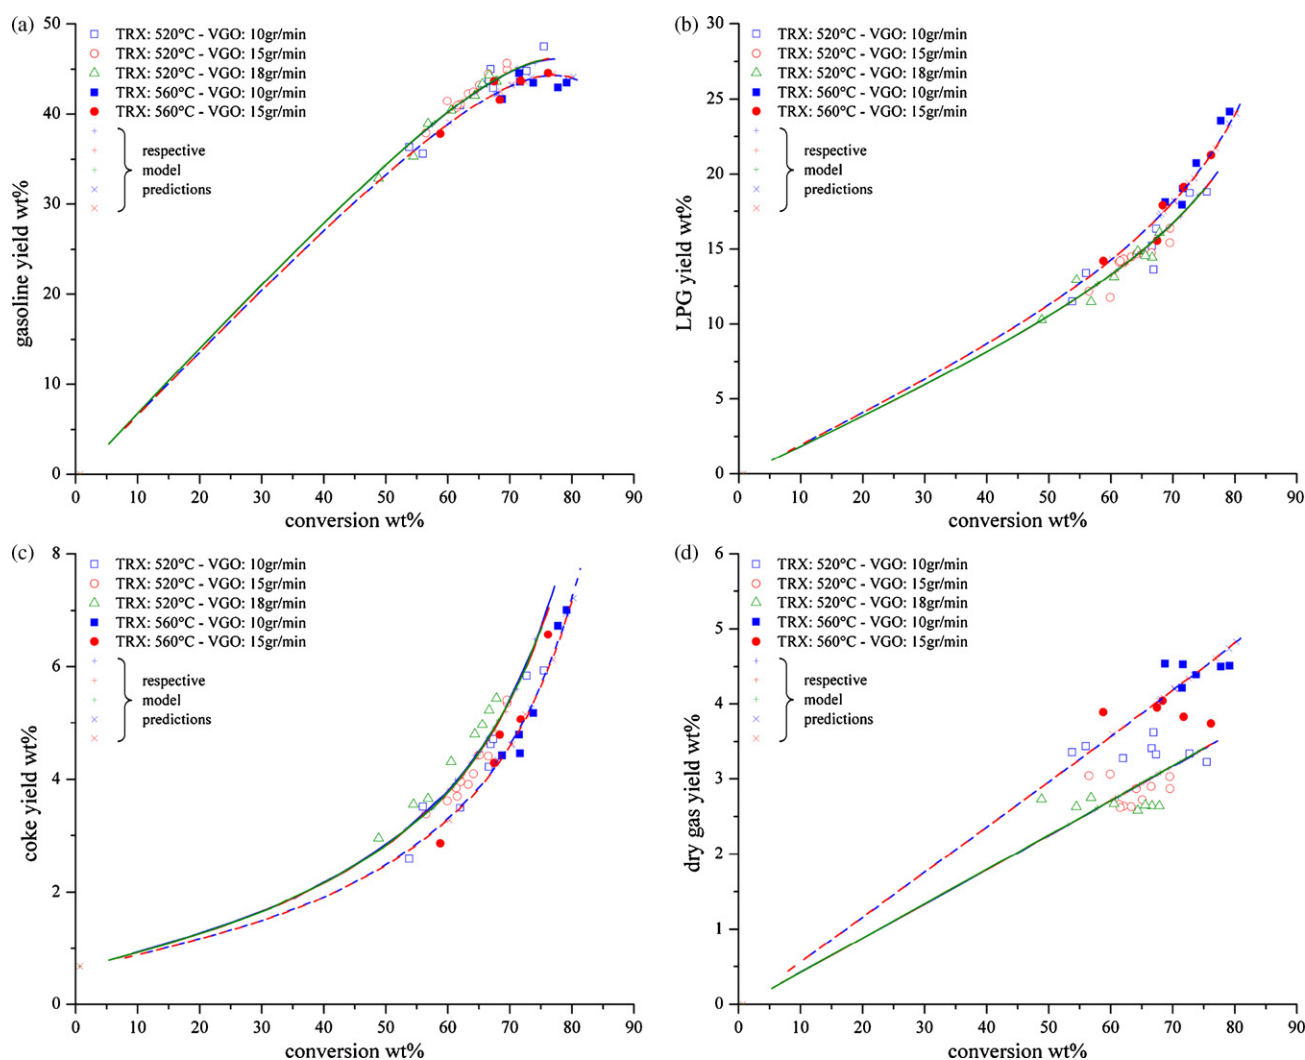 (a)
50
40
30
20
10
0
gasoline yield wt%
TRX: 520°C - VGO: 10gr/min
TRX: 520°C - VGO: 15gr/min
TRX: 520°C - VGO: 18gr/min
TRX: 560°C - VGO: 10gr/min
TRX: 560°C - VGO: 15gr/min
respective
model
predictions
0 10 20 30 40 50 60 70 80 90
conversion wt%
(b)
30
25
20
15
10
5
0
LPG yield wt%
TRX: 520°C - VGO: 10gr/min
TRX: 520°C - VGO: 15gr/min
TRX: 520°C - VGO: 18gr/min
TRX: 560°C - VGO: 10gr/min
TRX: 560°C - VGO: 15gr/min
respective
model
predictions
0 10 20 30 40 50 60 70 80 90
conversion wt%
(c)
8
6
4
2
0
coke yield wt%
TRX: 520°C - VGO: 10gr/min
TRX: 520°C - VGO: 15gr/min
TRX: 520°C - VGO: 18gr/min
TRX: 560°C - VGO: 10gr/min
TRX: 560°C - VGO: 15gr/min
respective
model
predictions
0 10 20 30 40 50 60 70 80 90
conversion wt%
(d)
6
5
4
3
2
1
0
dry gas yield wt%
TRX: 520°C - VGO: 10gr/min
TRX: 520°C - VGO: 15gr/min
TRX: 520°C - VGO: 18gr/min
TRX: 560°C - VGO: 10gr/min
TRX: 560°C - VGO: 15gr/min
respective
model
predictions
0 10 20 30 40 50 60 70 80 90
conversion wt%